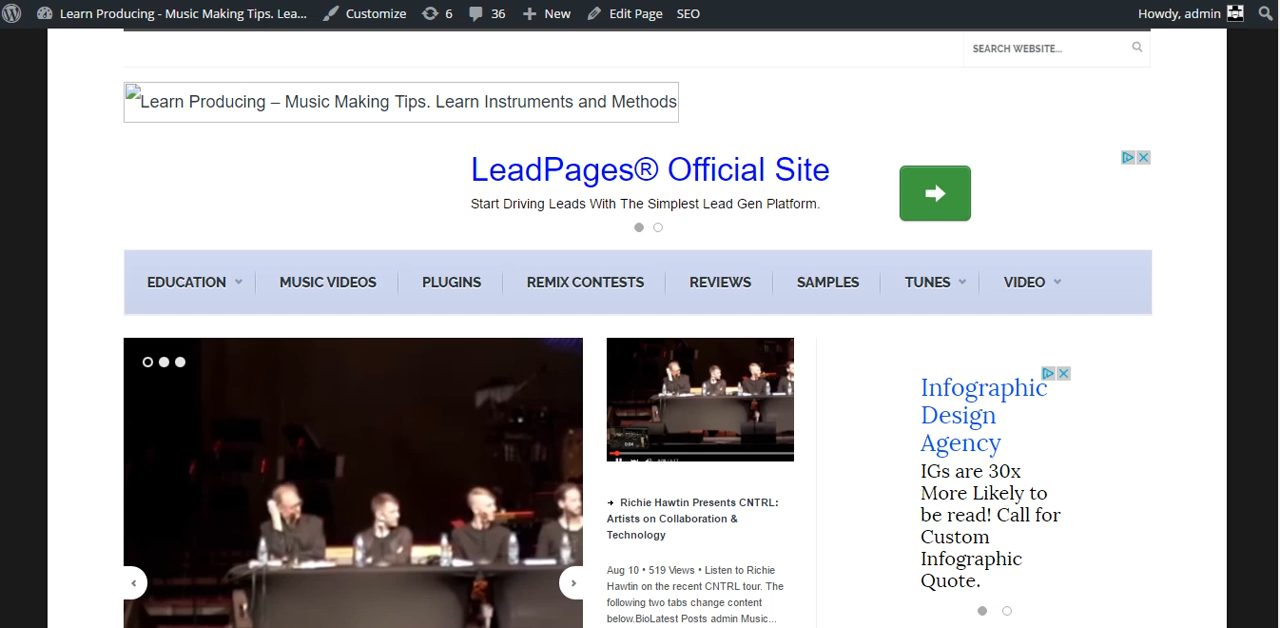 Learn Producing - Music Making Tips. Lea... Customize 6 36 New Edit Page SEO Howdy, admin
SEARCH WEBSITE...
Learn Producing – Music Making Tips. Learn Instruments and Methods
LeadPages® Official Site
Start Driving Leads With The Simplest Lead Gen Platform.
EDUCATION MUSIC VIDEOS PLUGINS REMIX CONTESTS REVIEWS SAMPLES TUNES VIDEO
Richie Hawtin Presents CNTRL:
Artists on Collaboration &
Technology
Aug 10 • 519 Views • Listen to Richie
Hawtin on the recent CNTRL tour. The
following two tabs change content
below.BioLatest Posts admin Music...
Infographic
Design
Agency
IGs are 30x
More Likely to
be read! Call for
Custom
Infographic
Quote.